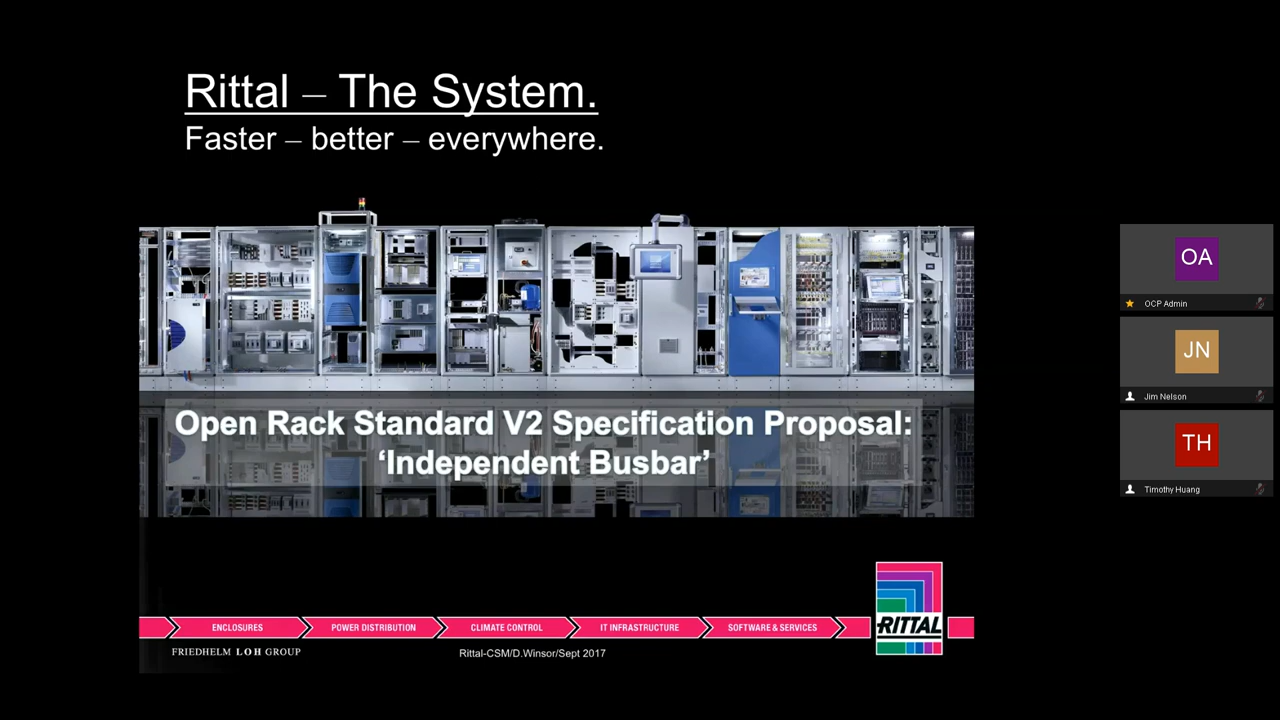 Rittal – The System.
Faster – better – everywhere.
Open Rack Standard V2 Specification Proposal:
‘Independent Busbar’
ENCLOSURES
POWER DISTRIBUTION
CLIMATE CONTROL
IT INFRASTRUCTURE
SOFTWARE & SERVICES
RITTAL
FRIEDHELM LOH GROUP
Rittal-CSM/D.Winsor/Sept 2017
OA
OCP Admin
JN
Jim Nelson
TH
Timothy Huang